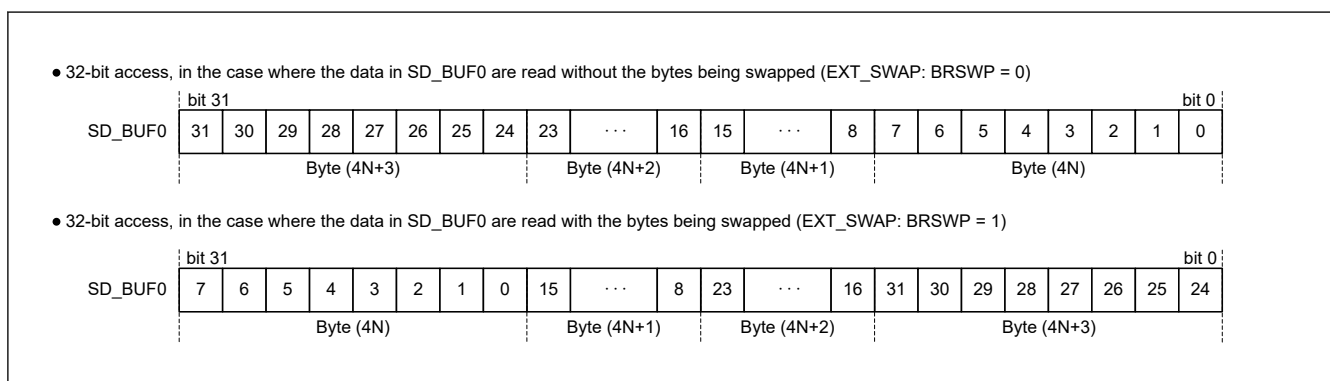 ● 32-bit access, in the case where the data in SD_BUF0 are read without the bytes being swapped (EXT_SWAP: BRSWP = 0)
bit 31 bit 0
SD_BUF0 31 30 29 28 27 26 25 24 23 ··· 16 15 ··· 8 7 6 5 4 3 2 1 0
Byte (4N+3) Byte (4N+2) Byte (4N+1) Byte (4N)
● 32-bit access, in the case where the data in SD_BUF0 are read with the bytes being swapped (EXT_SWAP: BRSWP = 1)
bit 31 bit 0
SD_BUF0 7 6 5 4 3 2 1 0 15 ··· 8 23 ··· 16 31 30 29 28 27 26 25 24
Byte (4N) Byte (4N+1) Byte (4N+2) Byte (4N+3)